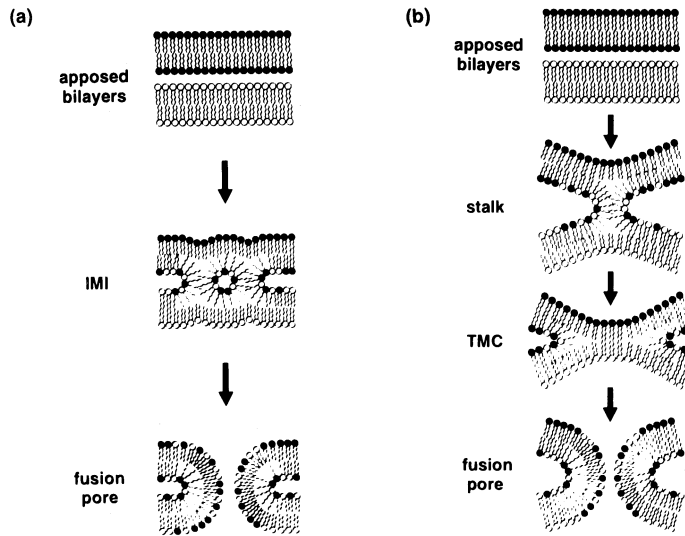 (a)
apposed
bilayers
IMI
fusion
pore
(b)
apposed
bilayers
stalk
TMC
fusion
pore